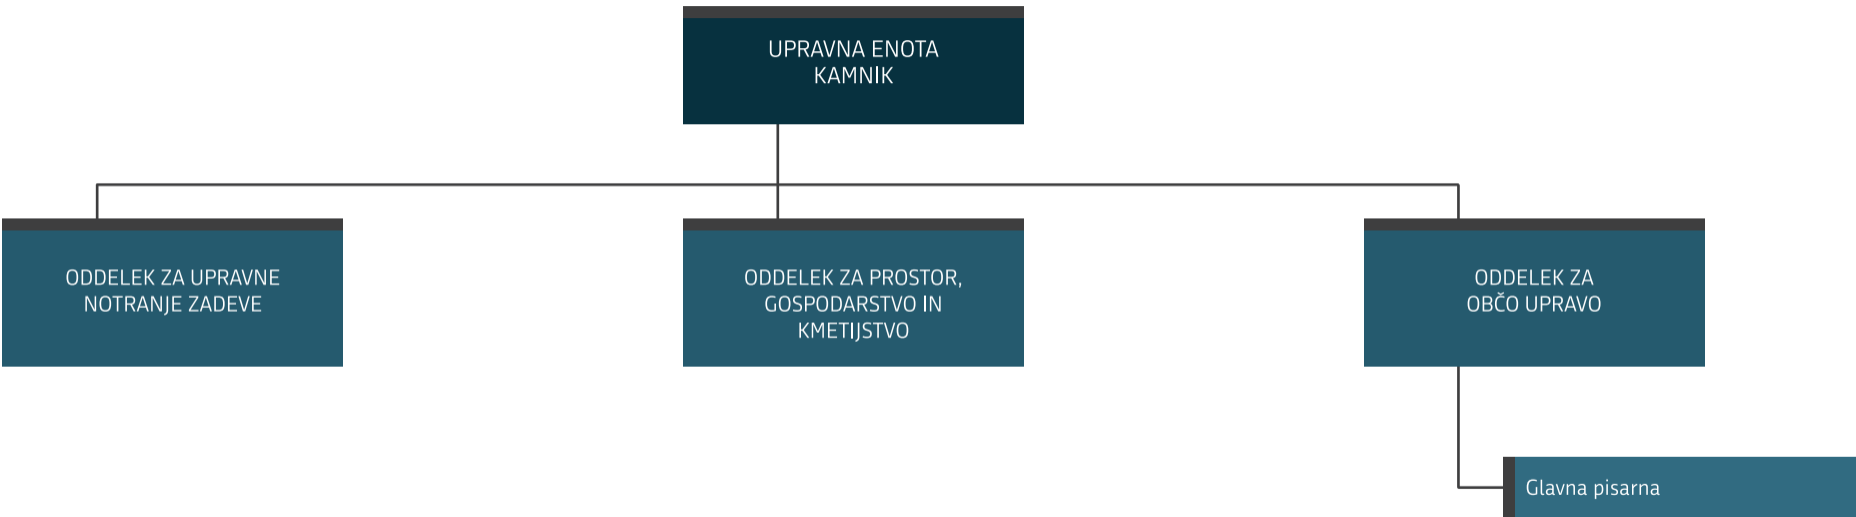 UPRAVNA ENOTA
KAMNIK
ODDELEK ZA UPRAVNE
NOTRANJE ZADEVE
ODDELEK ZA PROSTOR,
GOSPODARSTVO IN
KMETIJSTVO
ODDELEK ZA
OBČO UPRAVO
Glavna pisarna